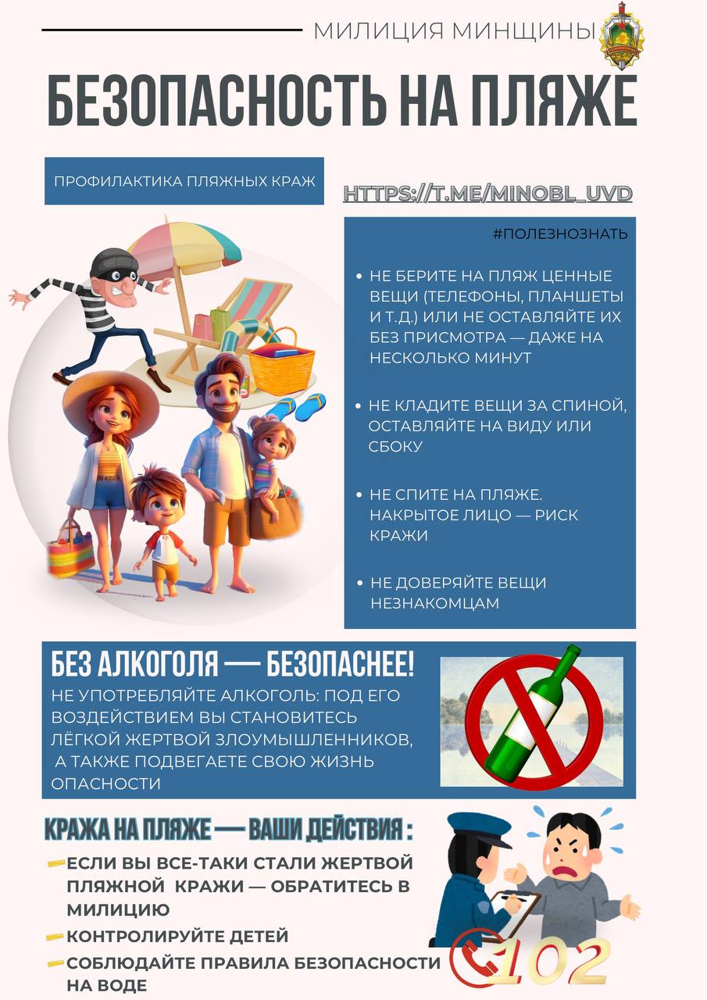 МИЛИЦИЯ МИНЩИНЫ
БЕЗОПАСНОСТЬ НА ПЛЯЖЕ
ПРОФИЛАКТИКА ПЛЯЖНЫХ КРАЖ
HTTPS://T.ME/MINOBL_UVD
#ПОЛЕЗНОЗНАТЬ
• НЕ БЕРИТЕ НА ПЛЯЖ ЦЕННЫЕ
ВЕЩИ (ТЕЛЕФОНЫ, ПЛАНШЕТЫ
И Т.Д.) ИЛИ НЕ ОСТАВЛЯЙТЕ ИХ
БЕЗ ПРИСМОТРА — ДАЖЕ НА
НЕСКОЛЬКО МИНУТ
• НЕ КЛАДИТЕ ВЕЩИ ЗА СПИНОЙ,
ОСТАВЛЯЙТЕ НА ВИДУ ИЛИ
СБОКУ
• НЕ СПИТЕ НА ПЛЯЖЕ.
НАКРЫТОЕ ЛИЦО — РИСК
КРАЖИ
• НЕ ДОВЕРЯЙТЕ ВЕЩИ
НЕЗНАКОМЦАМ
БЕЗ АЛКОГОЛЯ — БЕЗОПАСНЕЕ!
НЕ УПОТРЕБЛЯЙТЕ АЛКОГОЛЬ: ПОД ЕГО
ВОЗДЕЙСТВИЕМ ВЫ СТАНОВИТЕСЬ
ЛЁГКОЙ ЖЕРТВОЙ ЗЛОУМЫШЛЕННИКОВ,
А ТАКЖЕ ПОДВЕГАЕТЕ СВОЮ ЖИЗНЬ
ОПАСНОСТИ
КРАЖА НА ПЛЯЖЕ — ВАШИ ДЕЙСТВИЯ :
ЕСЛИ ВЫ ВСЕ-ТАКИ СТАЛИ ЖЕРТВОЙ
ПЛЯЖНОЙ КРАЖИ — ОБРАТИТЕСЬ В
МИЛИЦИЮ
КОНТРОЛИРУЙТЕ ДЕТЕЙ
СОБЛЮДАЙТЕ ПРАВИЛА БЕЗОПАСНОСТИ
НА ВОДЕ
102